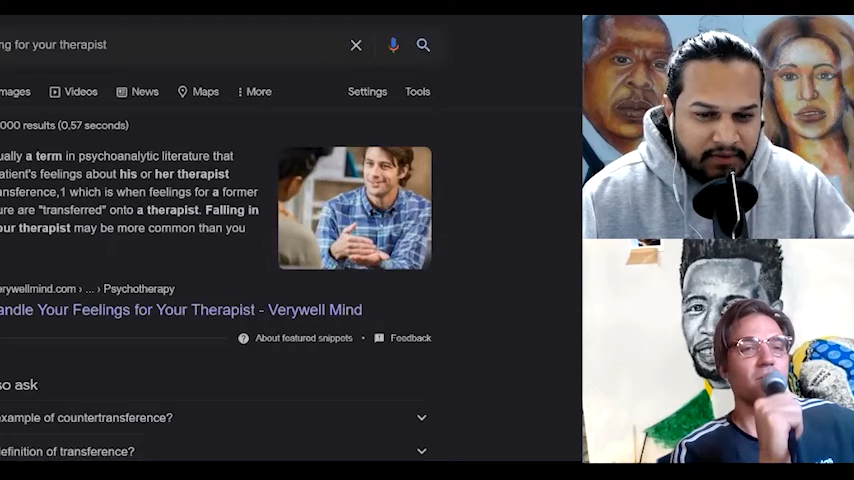 ng for your therapist
mages Videos News Maps More Settings Tools
000 results (0,57 seconds)
ually a term in psychoanalytic literature that
atient's feelings about his or her therapist
ansference,1 which is when feelings for a former
ure are "transferred" onto a therapist. Falling in
our therapist may be more common than you
erywellmind.com › ... › Psychotherapy
andle Your Feelings for Your Therapist - Verywell Mind
About featured snippets • Feedback
so ask
example of countertransference?
definition of transference?